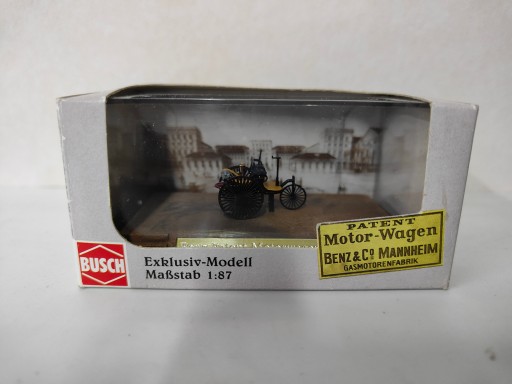 BUSCH
Exklusiv-Modell
Maßstab 1:87
PATENT
Motor-Wagen
BENZ & Co. MANNHEIM
GASMOTORENFABRIK